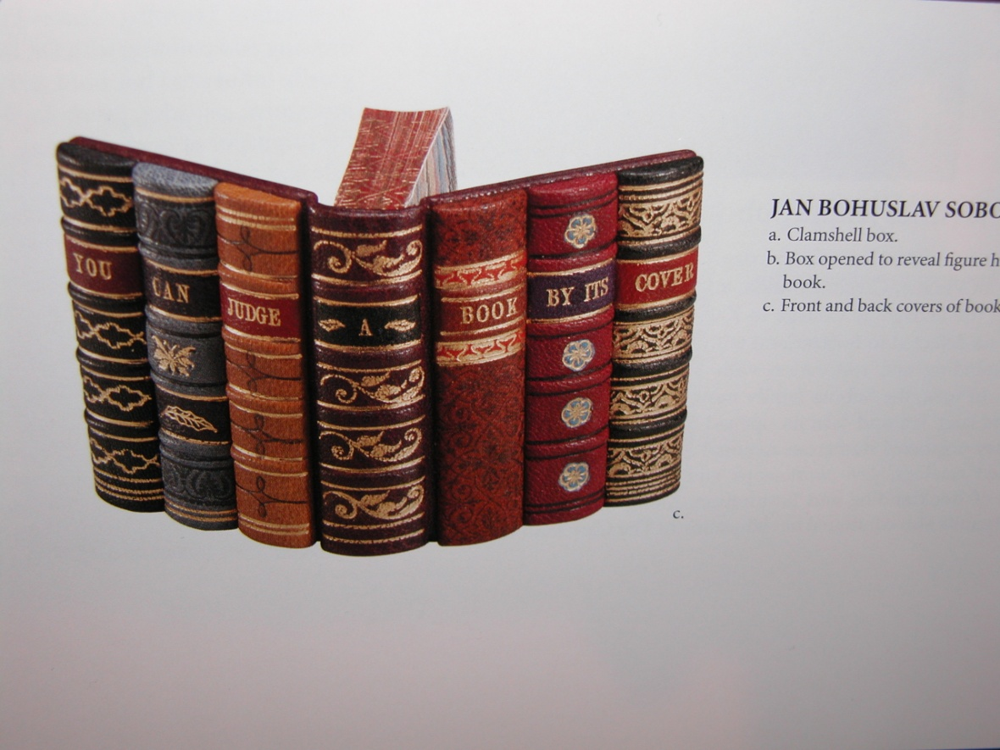 YOU CAN JUDGE A BOOK BY ITS COVER
JAN BOHUSLAV SOBO
a. Clamshell box.
b. Box opened to reveal figure h
book.
c. Front and back covers of book
c.